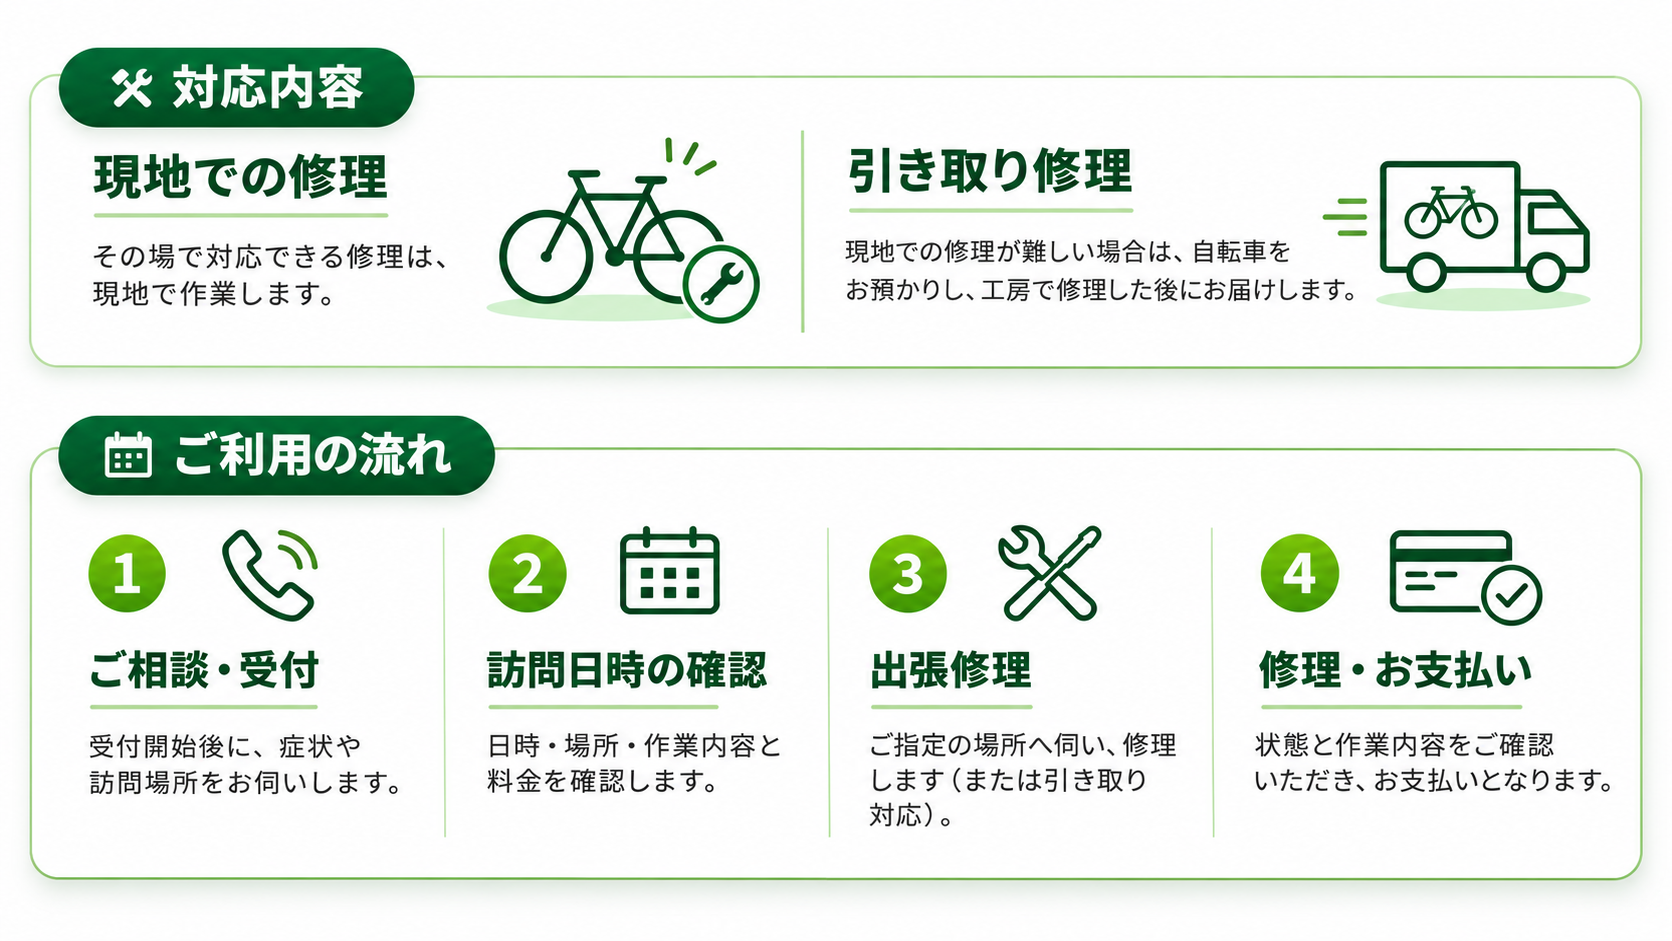 対応内容
現地での修理
その場で対応できる修理は、
現地で作業します。
引き取り修理
現地での修理が難しい場合は、自転車を
お預かりし、工房で修理した後にお届けします。
ご利用の流れ
1
ご相談・受付
受付開始後に、症状や
訪問場所をお伺いします。
2
訪問日時の確認
日時・場所・作業内容と
料金を確認します。
3
出張修理
ご指定の場所へ伺い、修理
します（または引き取り
対応）。
4
修理・お支払い
状態と作業内容をご確認
いただき、お支払いとなります。